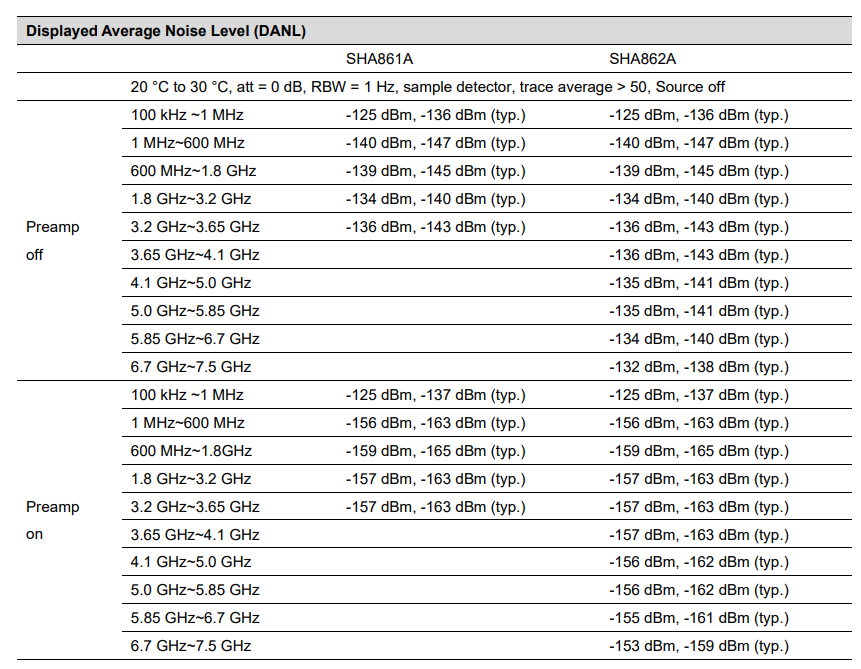 Displayed Average Noise Level (DANL)
SHA861A SHA862A
20 °C to 30 °C, att = 0 dB, RBW = 1 Hz, sample detector, trace average > 50, Source off
100 kHz ~1 MHz -125 dBm, -136 dBm (typ.) -125 dBm, -136 dBm (typ.)
1 MHz~600 MHz -140 dBm, -147 dBm (typ.) -140 dBm, -147 dBm (typ.)
600 MHz~1.8 GHz -139 dBm, -145 dBm (typ.) -139 dBm, -145 dBm (typ.)
1.8 GHz~3.2 GHz -134 dBm, -140 dBm (typ.) -134 dBm, -140 dBm (typ.)
Preamp 3.2 GHz~3.65 GHz -136 dBm, -143 dBm (typ.) -136 dBm, -143 dBm (typ.)
off 3.65 GHz~4.1 GHz -136 dBm, -143 dBm (typ.)
4.1 GHz~5.0 GHz -135 dBm, -141 dBm (typ.)
5.0 GHz~5.85 GHz -135 dBm, -141 dBm (typ.)
5.85 GHz~6.7 GHz -134 dBm, -140 dBm (typ.)
6.7 GHz~7.5 GHz -132 dBm, -138 dBm (typ.)
100 kHz ~1 MHz -125 dBm, -137 dBm (typ.) -125 dBm, -137 dBm (typ.)
1 MHz~600 MHz -156 dBm, -163 dBm (typ.) -156 dBm, -163 dBm (typ.)
600 MHz~1.8GHz -159 dBm, -165 dBm (typ.) -159 dBm, -165 dBm (typ.)
1.8 GHz~3.2 GHz -157 dBm, -163 dBm (typ.) -157 dBm, -163 dBm (typ.)
Preamp 3.2 GHz~3.65 GHz -157 dBm, -163 dBm (typ.) -157 dBm, -163 dBm (typ.)
on 3.65 GHz~4.1 GHz -157 dBm, -163 dBm (typ.)
4.1 GHz~5.0 GHz -156 dBm, -162 dBm (typ.)
5.0 GHz~5.85 GHz -156 dBm, -162 dBm (typ.)
5.85 GHz~6.7 GHz -155 dBm, -161 dBm (typ.)
6.7 GHz~7.5 GHz -153 dBm, -159 dBm (typ.)